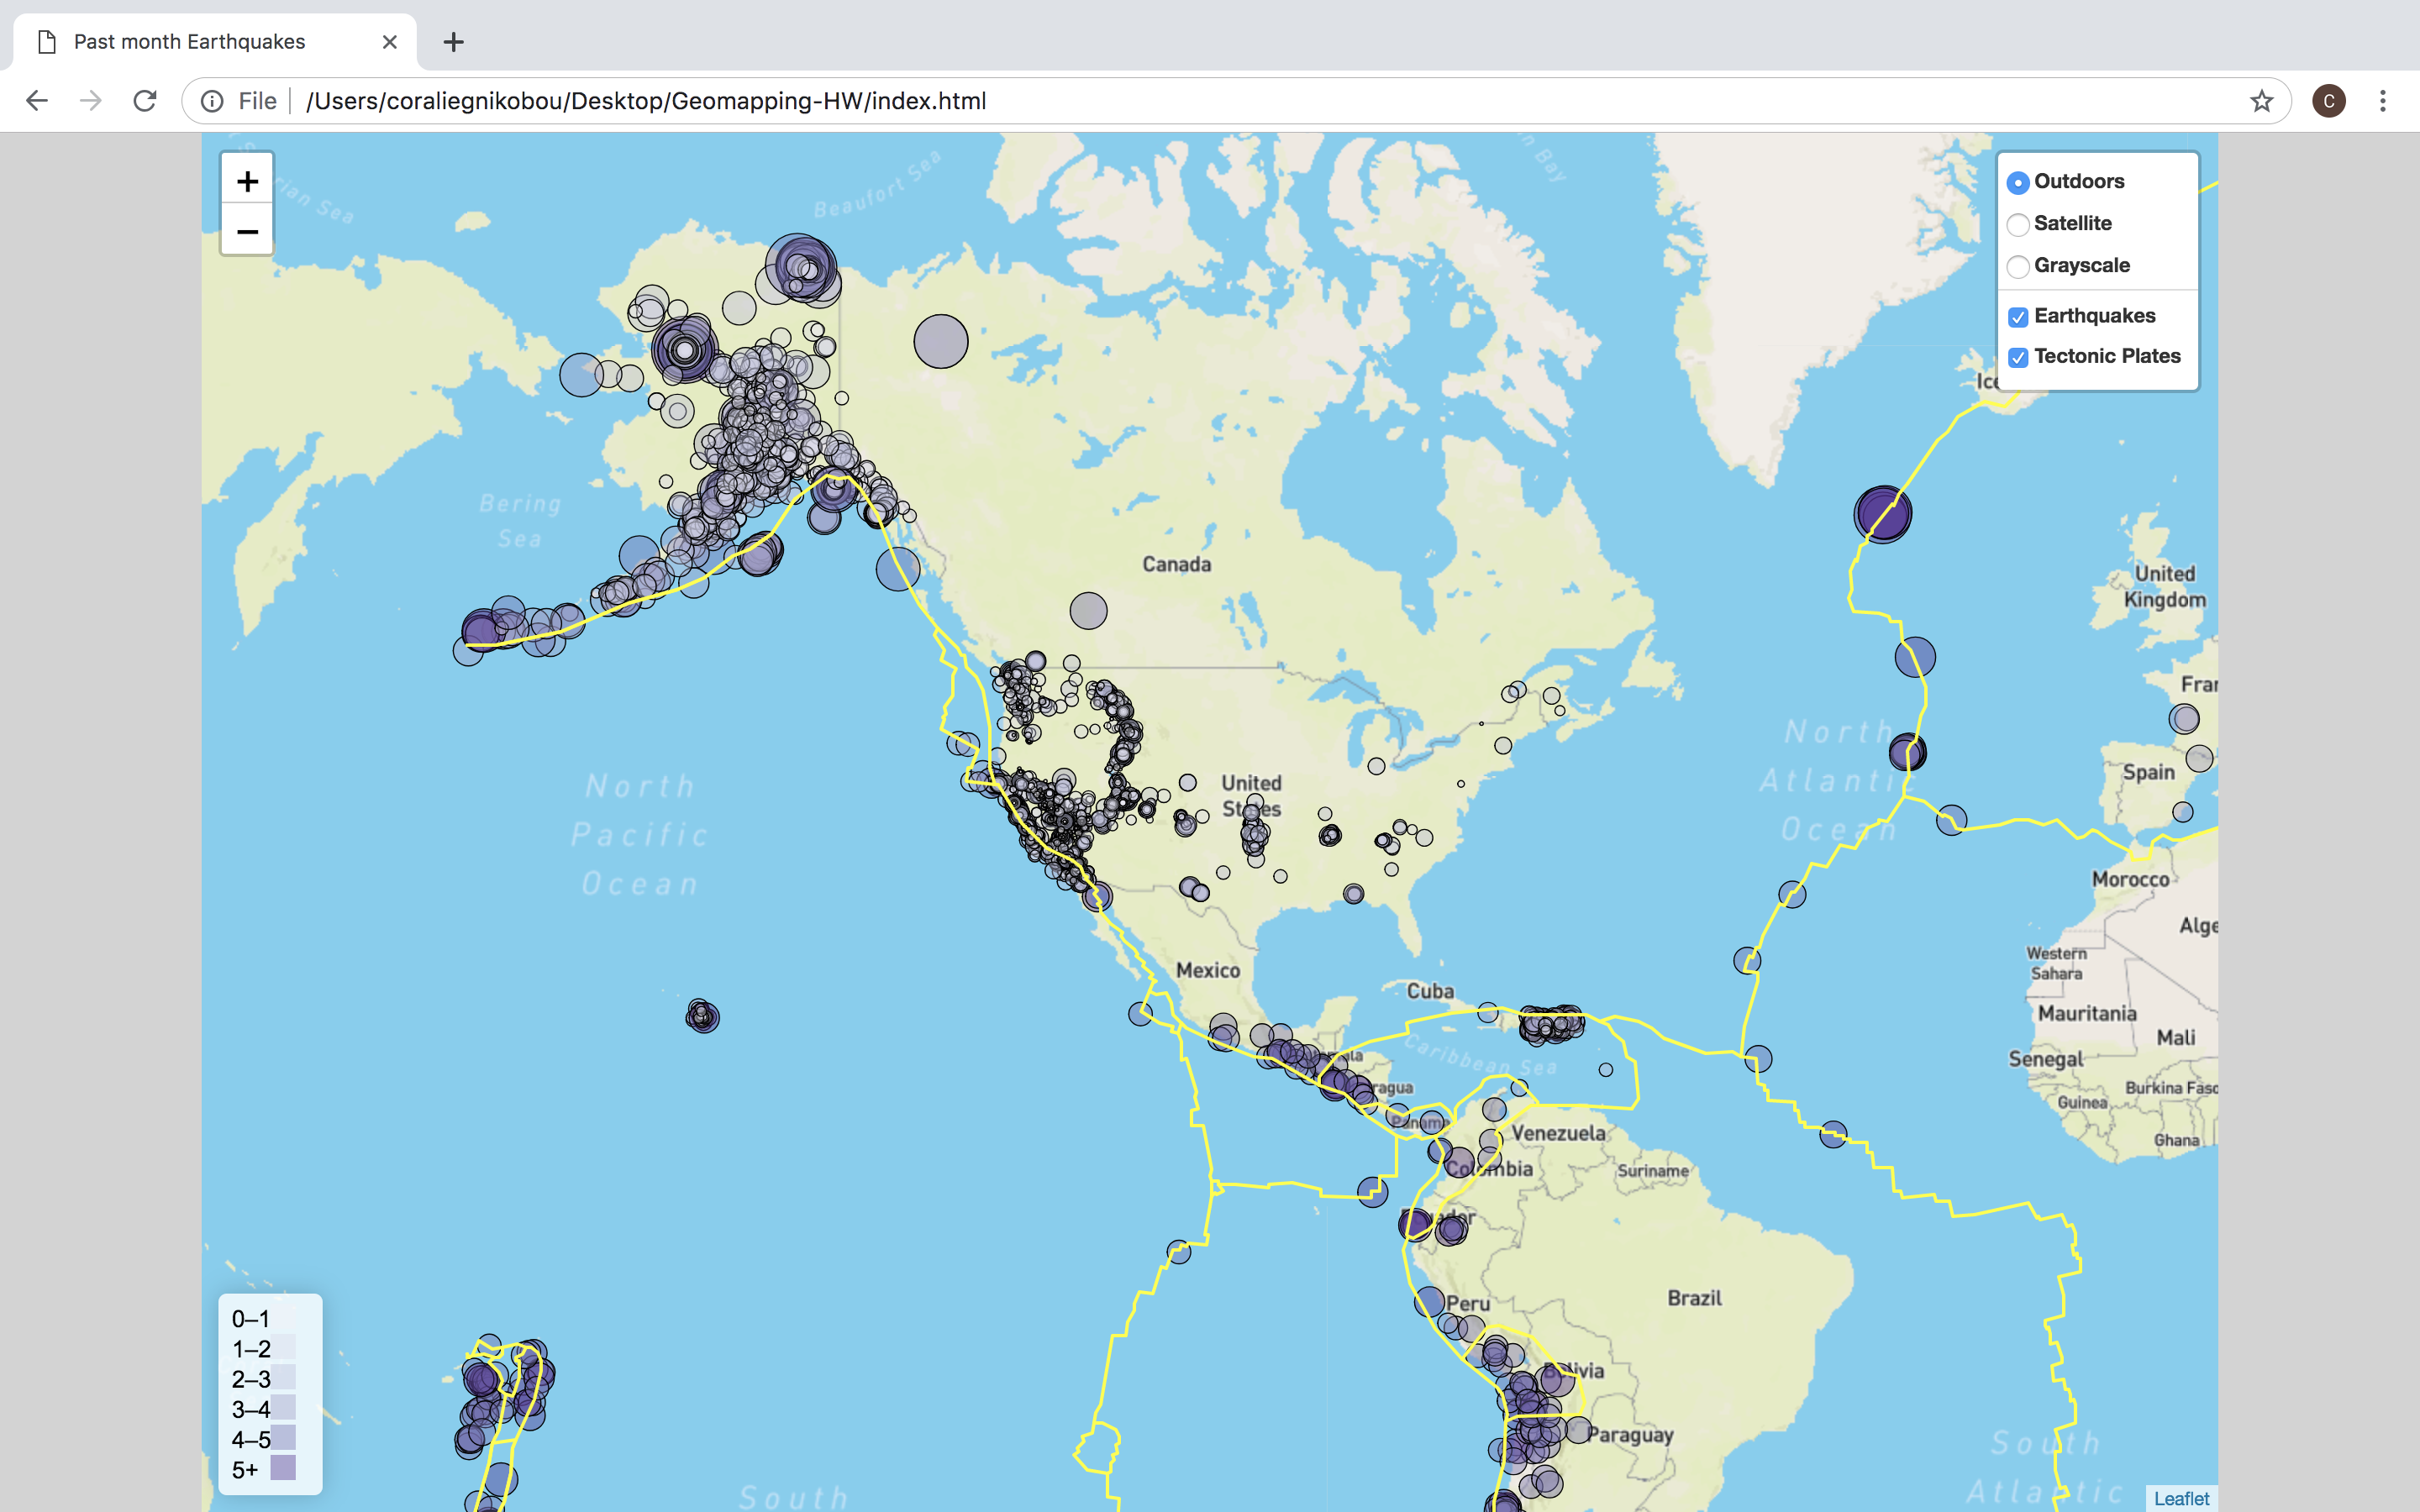 Past month Earthquakes
File
/Users/coraliegnikobou/Desktop/Geomapping-HW/index.html
C
+
−
Beaufort Sea
Outdoors
Satellite
Grayscale
Earthquakes
Tectonic Plates
Bering
Sea
Canada
United
Kingdom
North
Atlantic
Ocean
Spain
North
Pacific
Ocean
United
States
Morocco
Western
Sahara
Mexico
Cuba
Mauritania
Mali
Caribbean Sea
Senegal
Burkina Faso
Guinea
Panama
Venezuela
Ghana
Colombia
Suriname
Ecuador
Peru
Brazil
Bolivia
Paraguay
0–1
1–2
2–3
3–4
4–5
5+
South
South
Atlantic
Leaflet